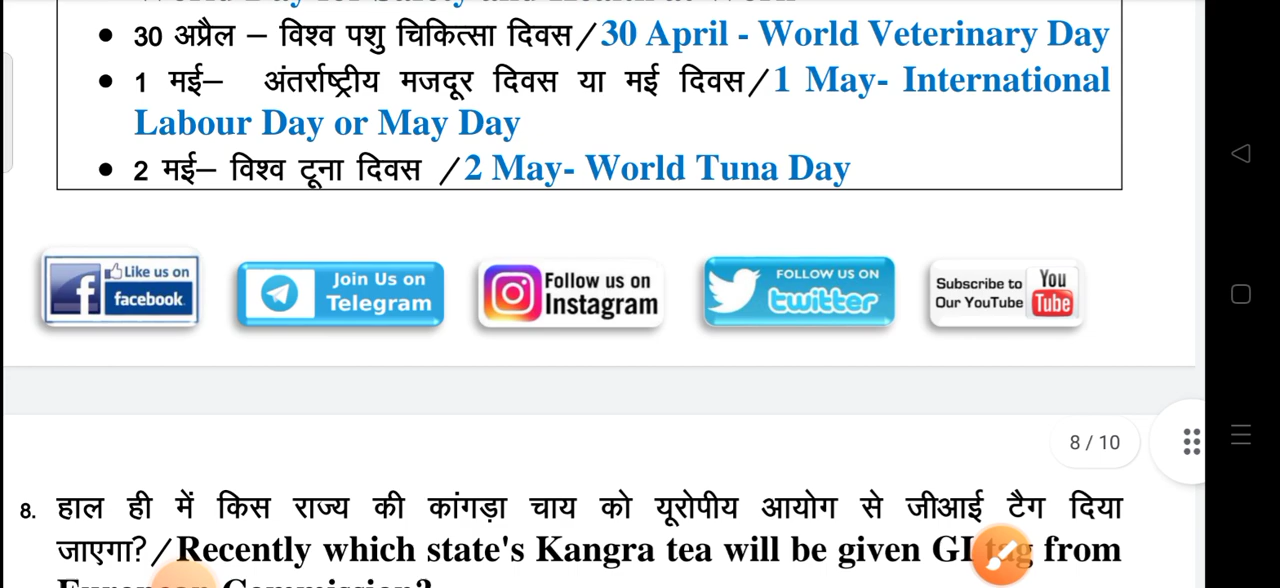 • 30 अप्रैल – विश्व पशु चिकित्सा दिवस/30 April - World Veterinary Day
• 1 मई– अंतर्राष्ट्रीय मजदूर दिवस या मई दिवस/1 May- International
Labour Day or May Day
• 2 मई– विश्व टूना दिवस /2 May- World Tuna Day
Like us on
facebook
Join Us on
Telegram
Follow us on
Instagram
FOLLOW US ON
twitter
Subscribe to
Our YouTube
You
Tube
8 / 10
8. हाल ही में किस राज्य की कांगड़ा चाय को यूरोपीय आयोग से जीआई टैग दिया
जाएगा?/Recently which state's Kangra tea will be given GI tag from